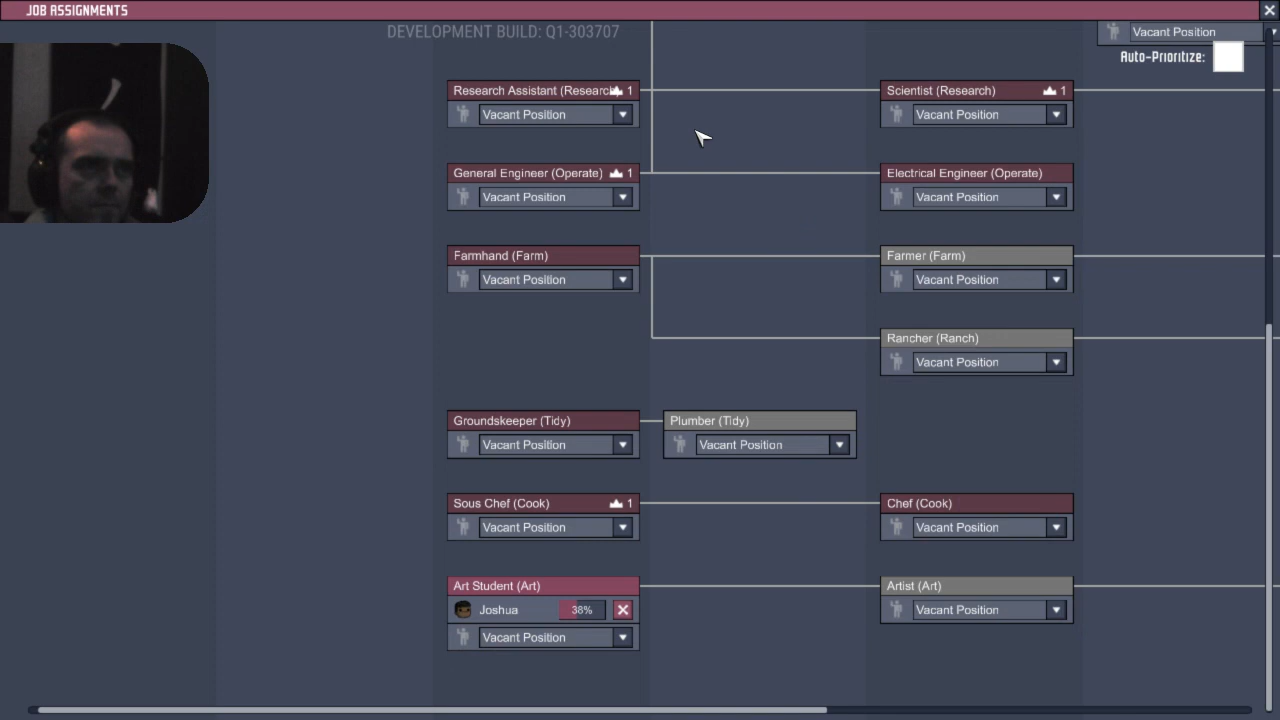 JOB ASSIGNMENTS
DEVELOPMENT BUILD: Q1-303707
Vacant Position
Auto-Prioritize:
Research Assistant (Research 1
Vacant Position
Scientist (Research) 1
Vacant Position
General Engineer (Operate) 1
Vacant Position
Electrical Engineer (Operate)
Vacant Position
Farmhand (Farm)
Vacant Position
Farmer (Farm)
Vacant Position
Rancher (Ranch)
Vacant Position
Groundskeeper (Tidy)
Vacant Position
Plumber (Tidy)
Vacant Position
Sous Chef (Cook) 1
Vacant Position
Chef (Cook)
Vacant Position
Art Student (Art)
Joshua 38%
Vacant Position
Artist (Art)
Vacant Position